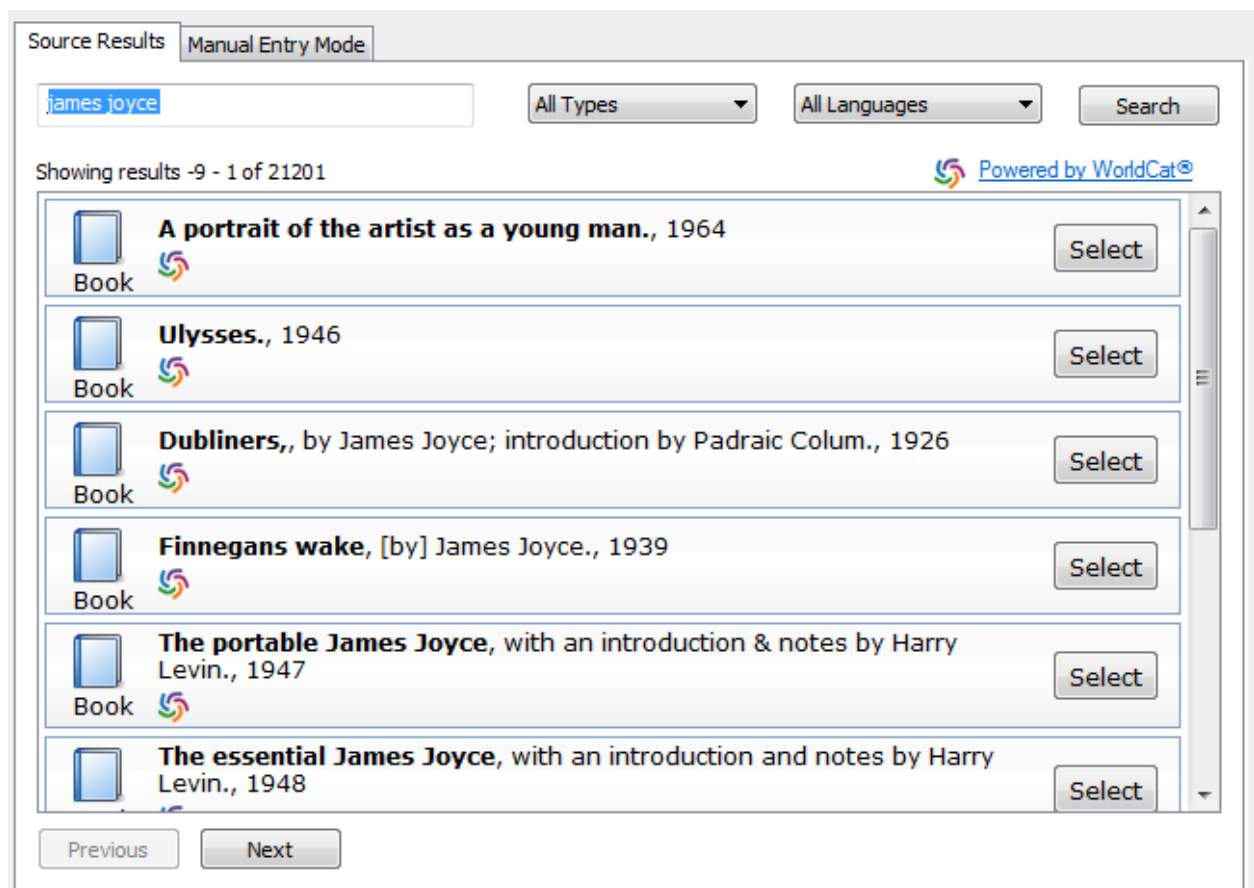 Source Results Manual Entry Mode
james joyce All Types All Languages Search
Showing results -9 - 1 of 21201 Powered by WorldCat®
A portrait of the artist as a young man., 1964
Select
Book
Ulysses., 1946
Select
Book
Dubliners,, by James Joyce; introduction by Padraic Colum., 1926
Select
Book
Finnegans wake, [by] James Joyce., 1939
Select
Book
The portable James Joyce, with an introduction & notes by Harry
Levin., 1947
Select
Book
The essential James Joyce, with an introduction and notes by Harry
Levin., 1948
Select
Previous Next